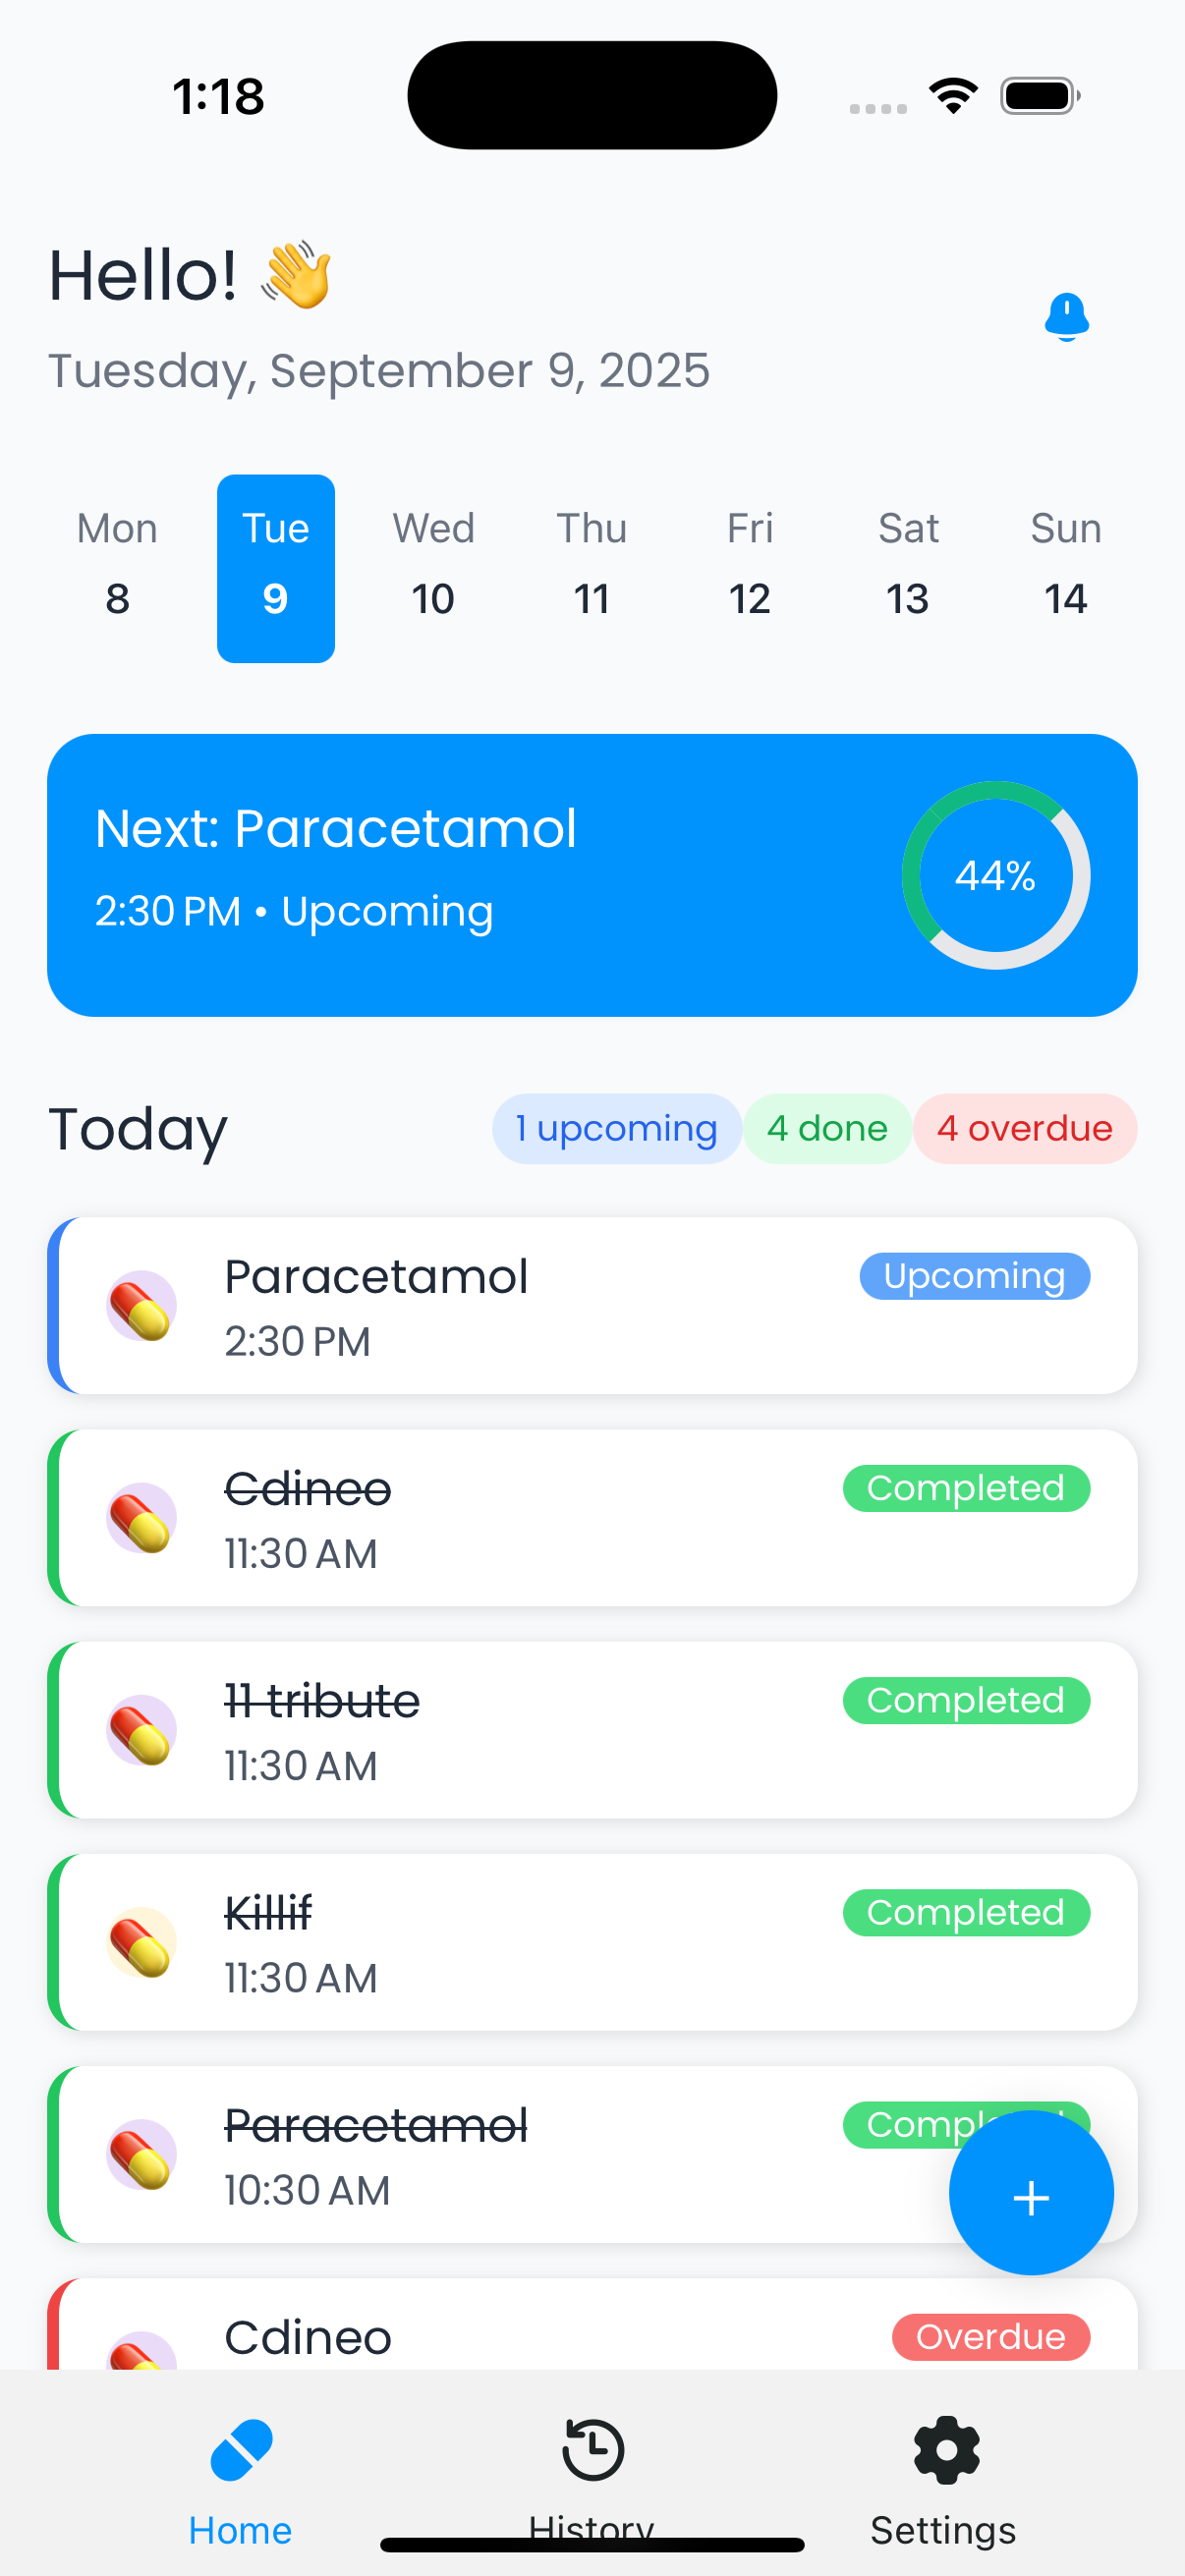 1:18
Hello! 👋
Tuesday, September 9, 2025
Mon Tue Wed Thu Fri Sat Sun
8 9 10 11 12 13 14
Next: Paracetamol
2:30 PM • Upcoming
44%
Today
1 upcoming 4 done 4 overdue
Paracetamol Upcoming
2:30 PM
Cdineo Completed
11:30 AM
11 tribute Completed
11:30 AM
Killif Completed
11:30 AM
Paracetamol
10:30 AM
+
Cdineo Overdue
Home History Settings